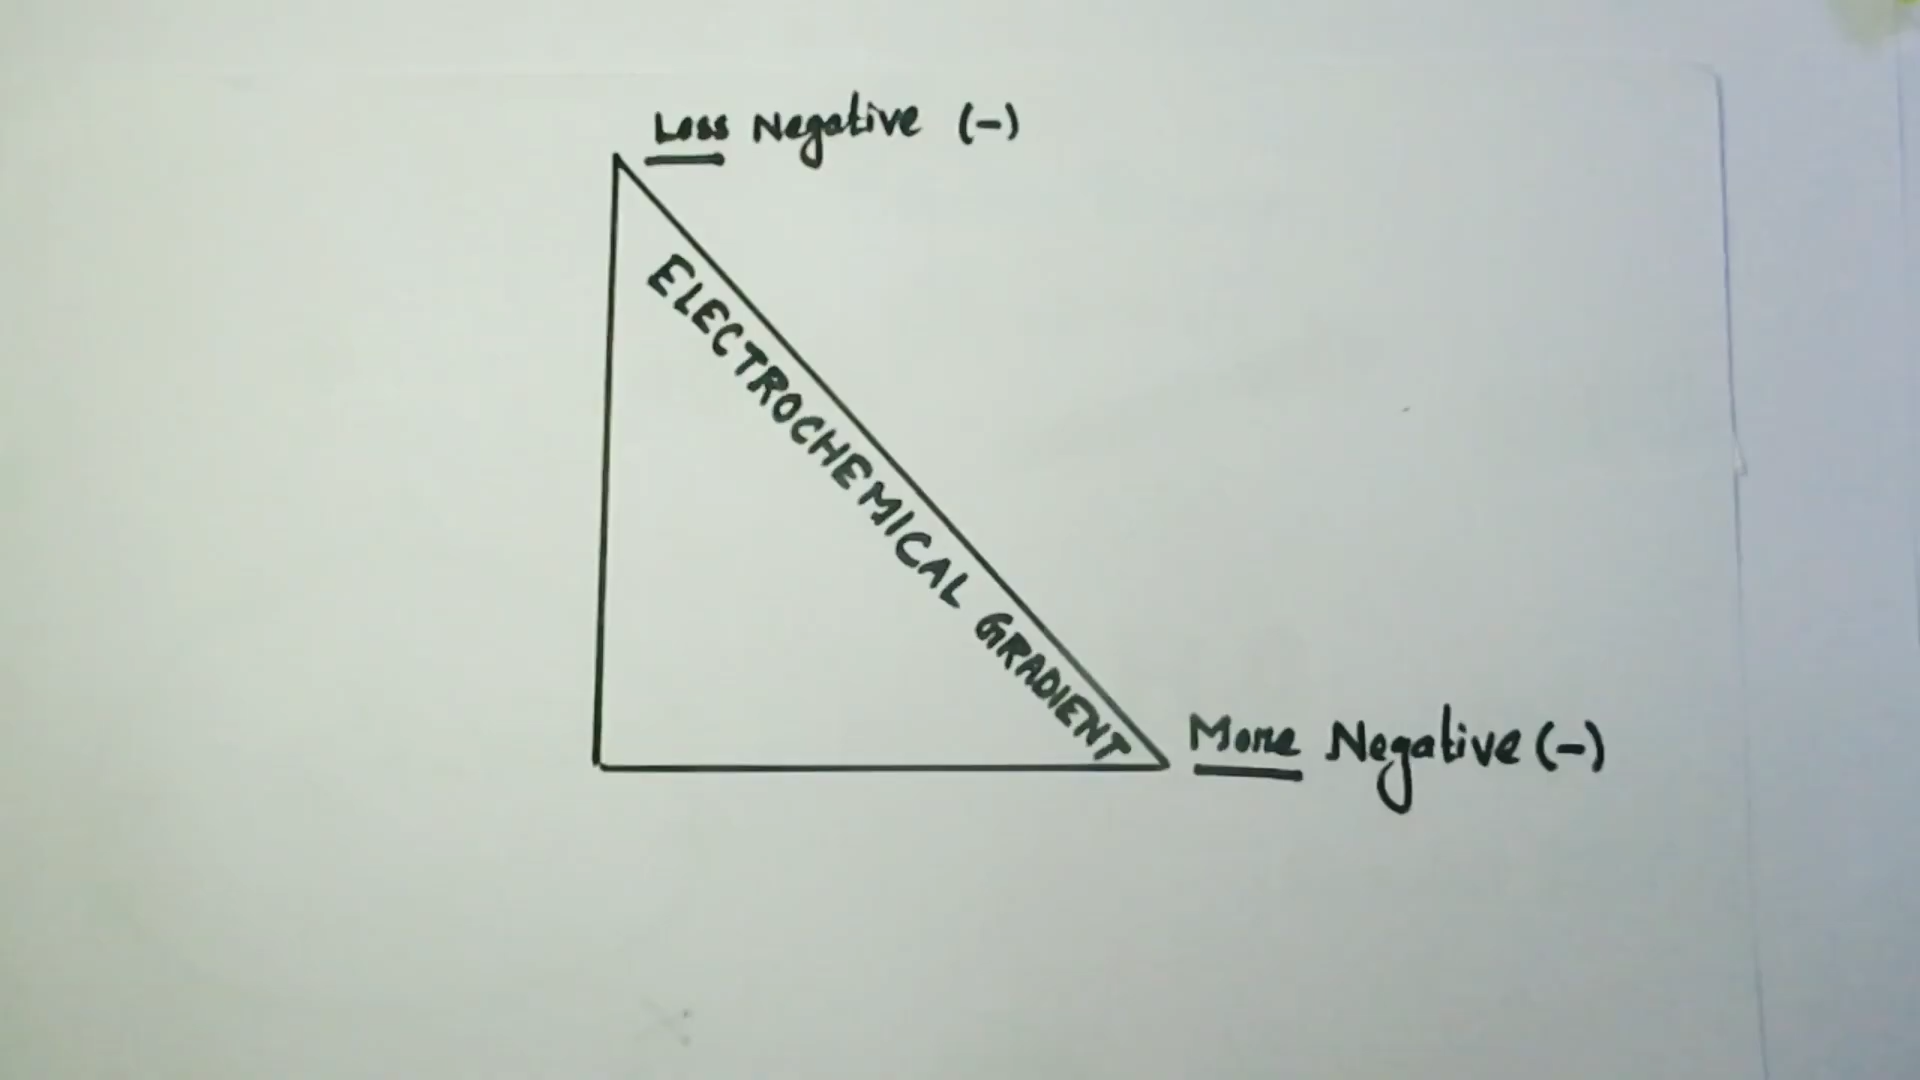 Less Negative (-)
ELECTROCHEMICAL GRADIENT
More Negative (-)